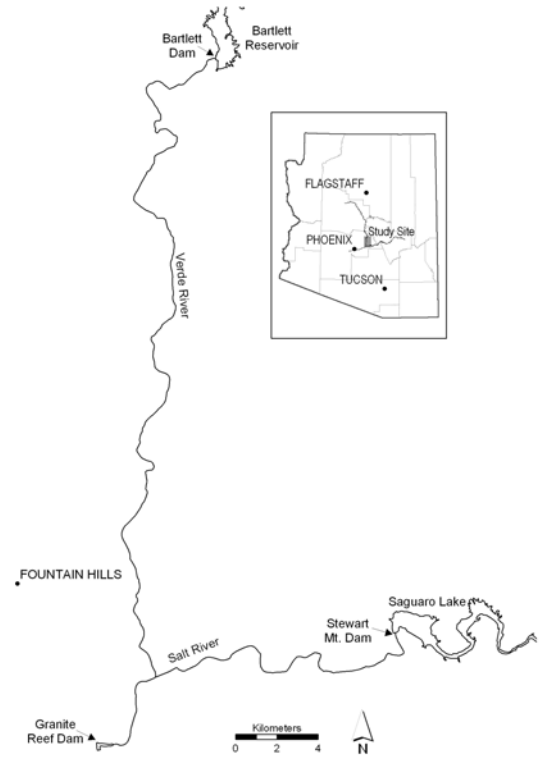 Bartlett
Dam
Bartlett
Reservoir
FLAGSTAFF
Study Site
PHOENIX
TUCSON
Verde River
FOUNTAIN HILLS
Saguaro Lake
Stewart
Mt. Dam
Salt River
Granite
Reef Dam
Kilometers
0 2 4
N